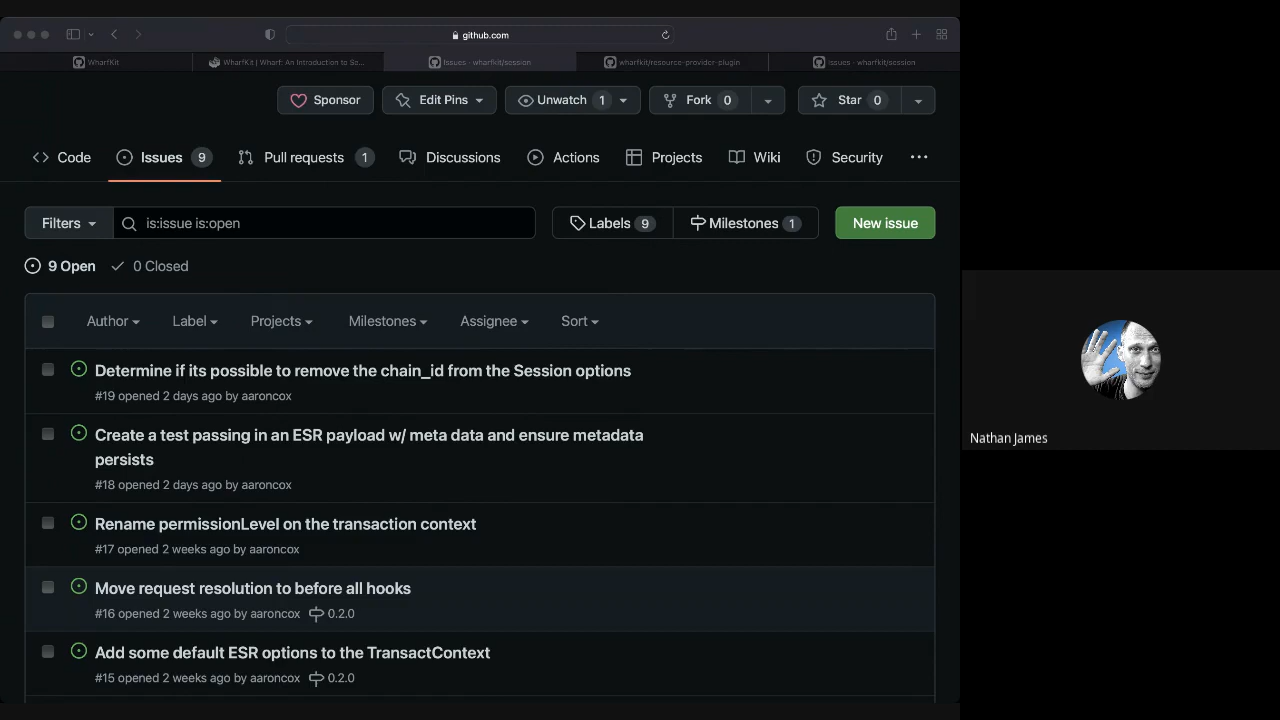 github.com
WharfKit
WharfKit | Wharf: An Introduction to Se...
Issues · wharfkit/session
wharfkit/resource-provider-plugin
Issues · wharfkit/session
Sponsor
Edit Pins
Unwatch 1
Fork 0
Star 0
Code
Issues 9
Pull requests 1
Discussions
Actions
Projects
Wiki
Security
Filters
is:issue is:open
Labels 9
Milestones 1
New issue
9 Open
0 Closed
Author
Label
Projects
Milestones
Assignee
Sort
Determine if its possible to remove the chain_id from the Session options
#19 opened 2 days ago by aaroncox
Create a test passing in an ESR payload w/ meta data and ensure metadata
persists
#18 opened 2 days ago by aaroncox
Rename permissionLevel on the transaction context
#17 opened 2 weeks ago by aaroncox
Move request resolution to before all hooks
#16 opened 2 weeks ago by aaroncox 0.2.0
Add some default ESR options to the TransactContext
#15 opened 2 weeks ago by aaroncox 0.2.0
Nathan James